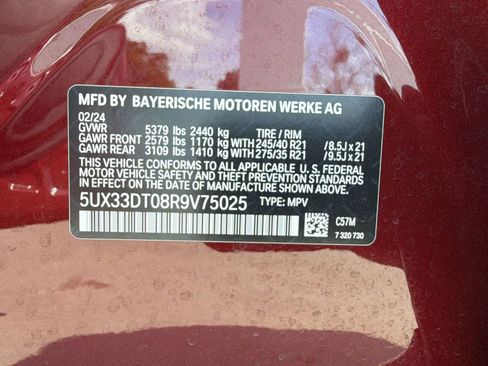 MFD BY BAYERISCHE MOTOREN WERKE AG
02/24
GVWR 5379 lbs 2440 kg TIRE / RIM
GAWR FRONT 2579 lbs 1170 kg WITH 245/40 R21 /8.5J x 21
GAWR REAR 3109 lbs 1410 kg WITH 275/35 R21 /9.5J x 21
THIS VEHICLE CONFORMS TO ALL APPLICABLE U.S.
FEDERAL MOTOR VEHICLE SAFETY STANDARDS IN EFFECT ON THE
DATE OF MANUFACTURE SHOWN ABOVE.
5UX33DT08R9V75025 TYPE: MPV
C57M
7 320 730